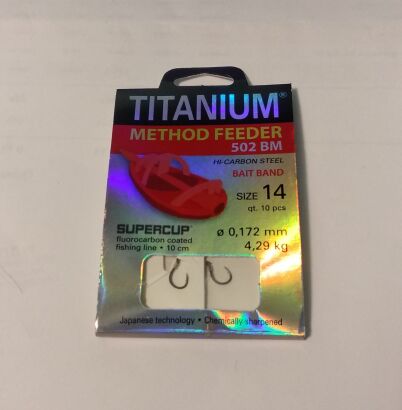 TITANIUM®
METHOD FEEDER
502 BM
HI-CARBON STEEL
BAIT BAND
SIZE 14
qt. 10 pcs
SUPERCUP
fluorocarbon coated
fishing line • 10 cm
ø 0,172 mm
4,29 kg
Japanese technology • Chemically sharpened